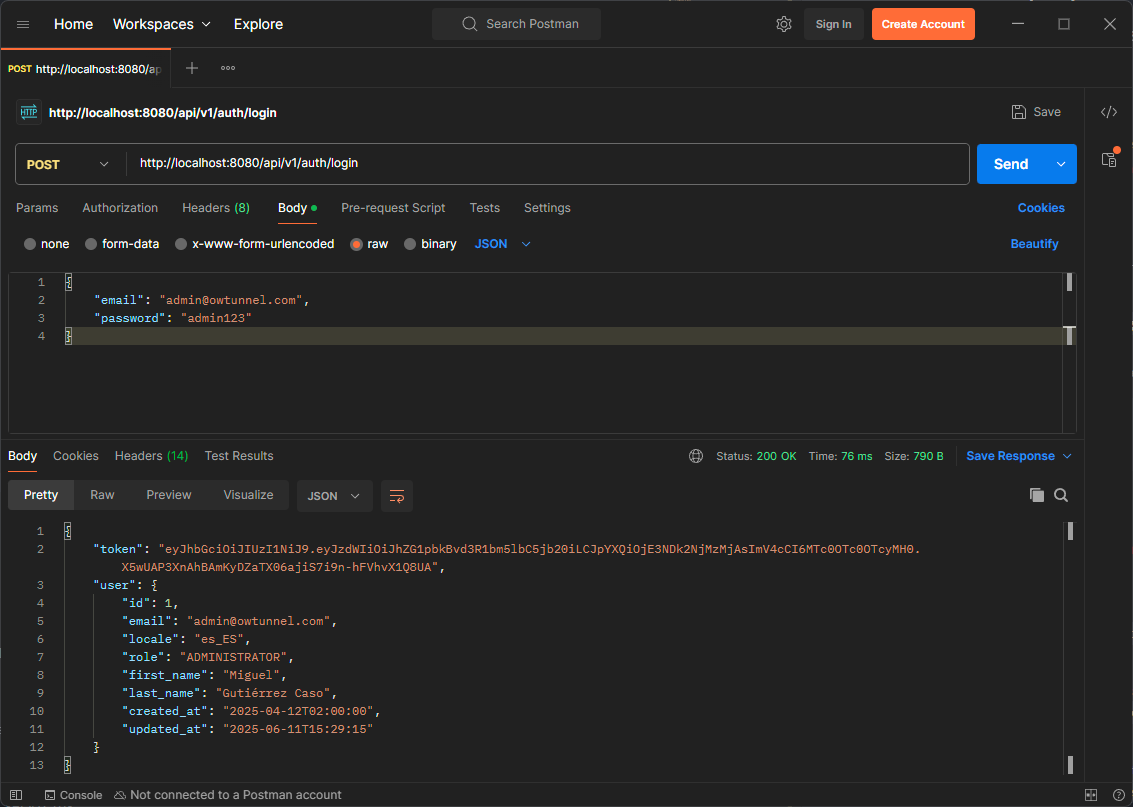 Home Workspaces Explore Search Postman Sign In Create Account
POST http://localhost:8080/ap
HTTP http://localhost:8080/api/v1/auth/login Save
POST http://localhost:8080/api/v1/auth/login Send
Params Authorization Headers (8) Body Pre-request Script Tests Settings Cookies
none form-data x-www-form-urlencoded raw binary JSON Beautify
1 {
2 "email": "admin@owtunnel.com",
3 "password": "admin123"
4 }
Body Cookies Headers (14) Test Results Status: 200 OK Time: 76 ms Size: 790 B Save Response
Pretty Raw Preview Visualize JSON
1 {
2 "token": "eyJhbGciOiJIUzI1NiJ9.eyJzdWIiOiJhZG1pbkBvd3R1bm5lbC5jb20iLCJpYXQiOjE3NDk2NjMzMjAsImV4cCI6MTc0OTc0OTcyMH0.
X5wUAP3XnAhBAmKyDZaTX06ajiS7i9n-hFVhvX1Q8UA",
3 "user": {
4 "id": 1,
5 "email": "admin@owtunnel.com",
6 "locale": "es_ES",
7 "role": "ADMINISTRATOR",
8 "first_name": "Miguel",
9 "last_name": "Gutiérrez Caso",
10 "created_at": "2025-04-12T02:00:00",
11 "updated_at": "2025-06-11T15:29:15"
12 }
13 }
Console Not connected to a Postman account